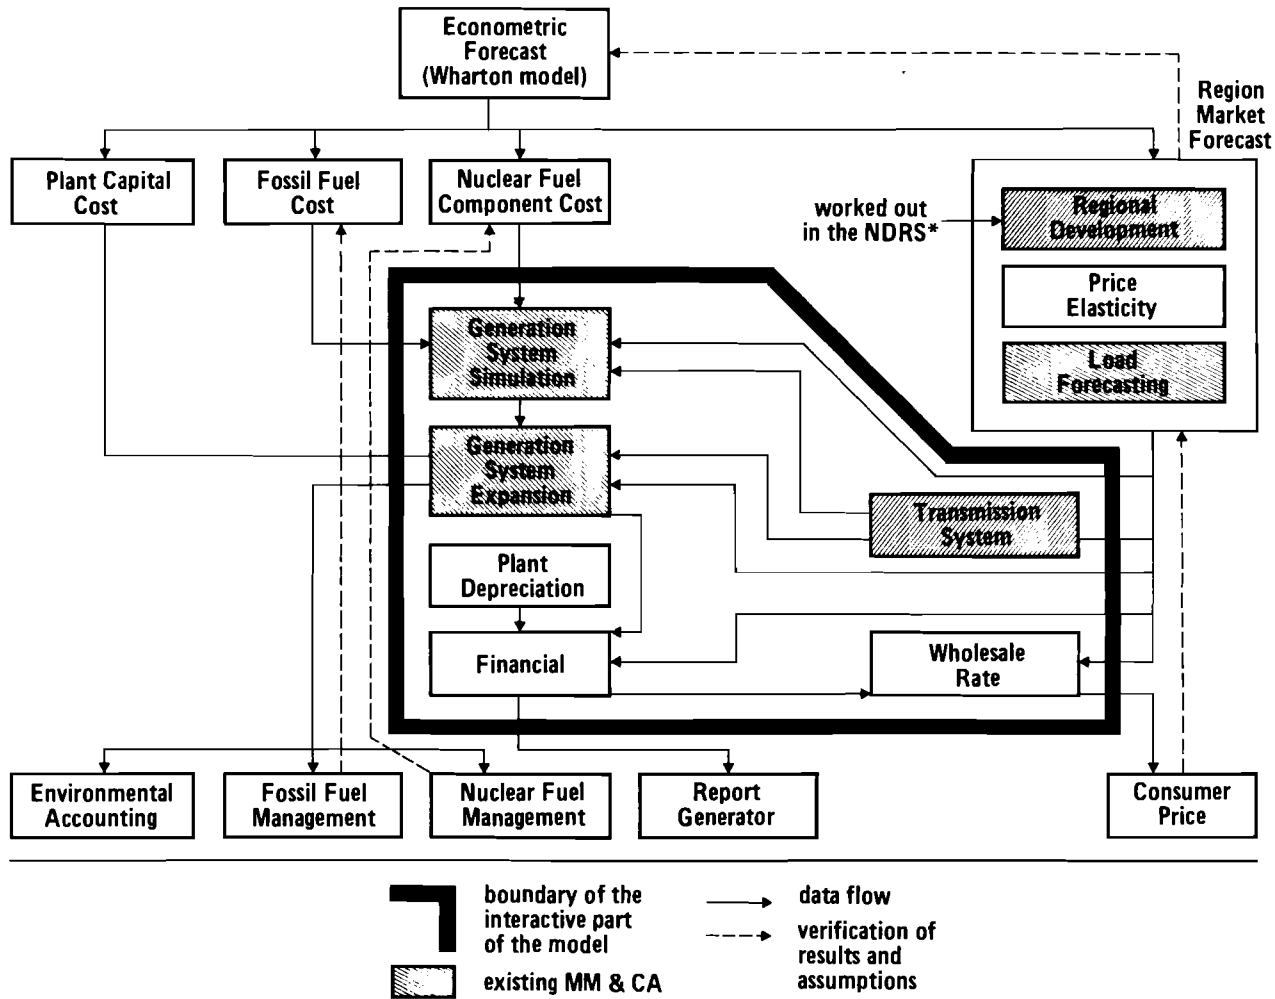 Econometric
Forecast
(Wharton model)
Region
Market
Forecast
Plant Capital
Cost
Fossil Fuel
Cost
Nuclear Fuel
Component Cost
worked out
in the NDRS*
Regional
Development
Price
Elasticity
Load
Forecasting
Generation
System
Simulation
Generation
System
Expansion
Transmission
System
Plant
Depreciation
Financial
Wholesale
Rate
Environmental
Accounting
Fossil Fuel
Management
Nuclear Fuel
Management
Report
Generator
Consumer
Price
boundary of the
interactive part
of the model
existing MM & CA
data flow
verification of
results and
assumptions